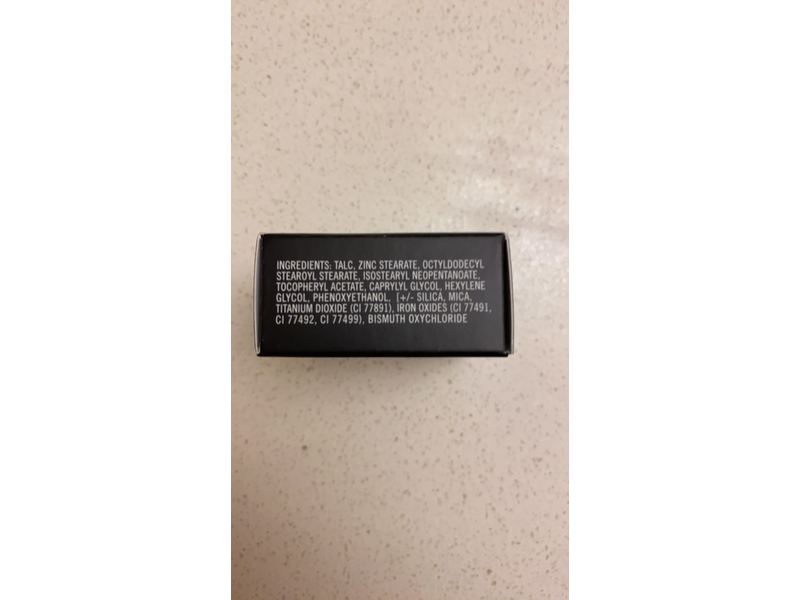 INGREDIENTS: TALC, ZINC STEARATE, OCTYLDODECYL
STEAROYL STEARATE, ISOSTEARYL NEOPENTANOATE,
TOCOPHERYL ACETATE, CAPRYLYL GLYCOL, HEXYLENE
GLYCOL, PHENOXYETHANOL, [+/- SILICA, MICA,
TITANIUM DIOXIDE (CI 77891), IRON OXIDES (CI 77491,
CI 77492, CI 77499), BISMUTH OXYCHLORIDE